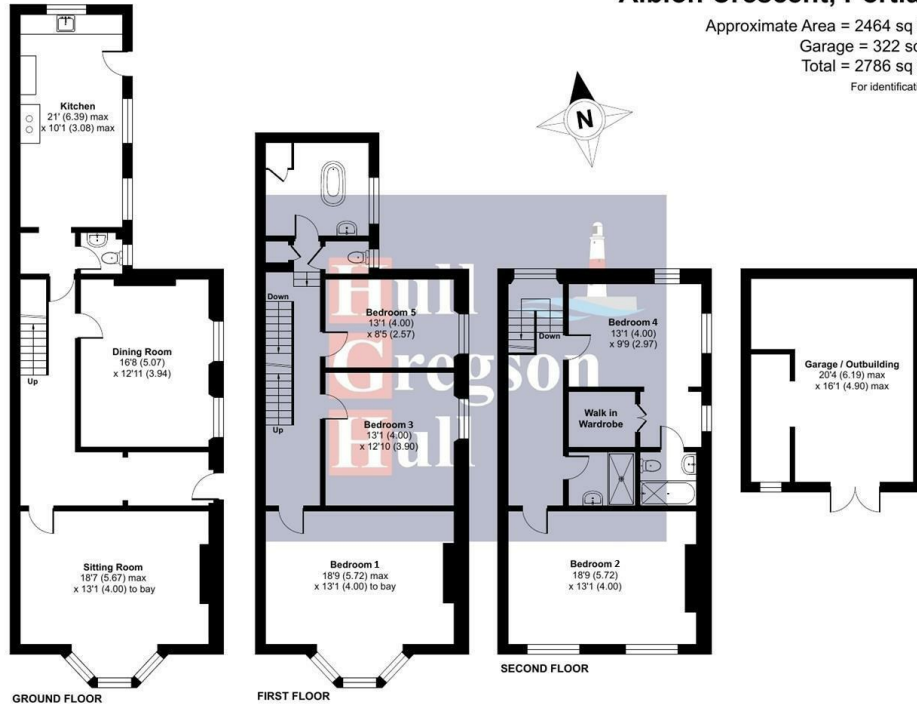 Albion Crescent,
Approximate Area = 2464 sq
Garage = 322
Total = 2786 sq
For
N
Kitchen
21' (6.39) max
x 10'1 (3.08) max
Up
Dining Room
16'8 (5.07)
x 12'11 (3.94)
Sitting Room
18'7 (5.67) max
x 13'1 (4.00) to bay
GROUND FLOOR
Down
Up
Bedroom 5
13'1 (4.00)
x 8'5 (2.57)
Bedroom 3
13'1 (4.00)
x 12'10 (3.90)
Bedroom 1
18'9 (5.72) max
x 13'1 (4.00) to bay
FIRST FLOOR
Hull
Gregson
Hull
Down
Bedroom 4
13'1 (4.00)
x 9'9 (2.97)
Walk in
Wardrobe
Bedroom 2
18'9 (5.72)
x 13'1 (4.00)
SECOND FLOOR
Garage / Outbuilding
20'4 (6.19) max
x 16'1 (4.90) max